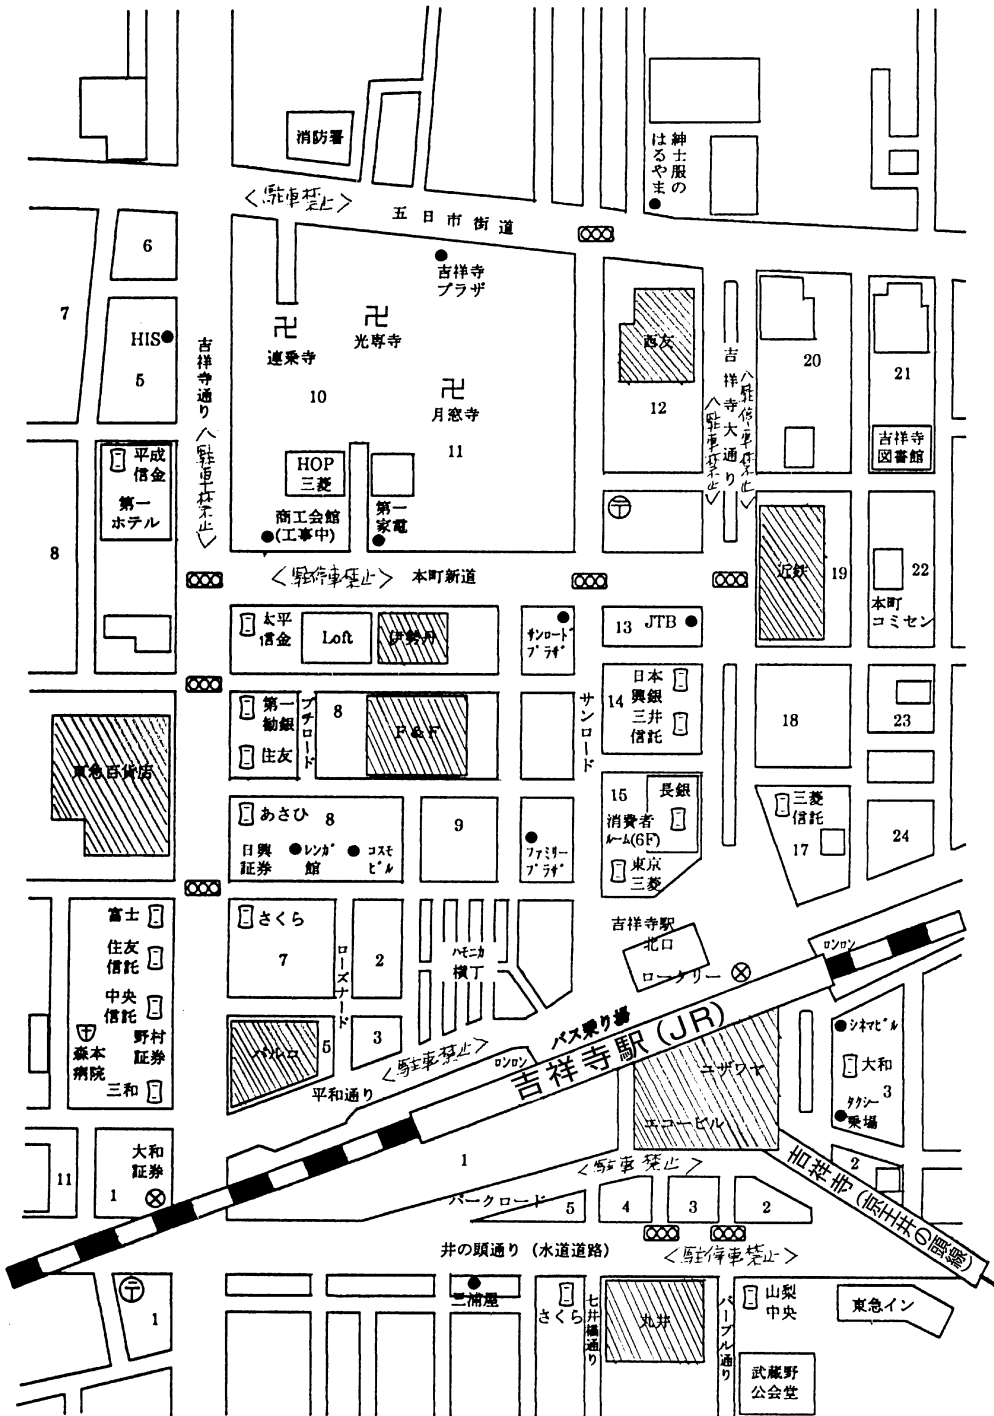 消防署
紳士服の
はるやま
<駐車禁止>
五日市街道
6
吉祥寺
プラザ
7
HIS
5
吉祥寺通り
<駐車禁止>
蓮乗寺
光専寺
10
月窓寺
11
西友
12
吉祥寺大通り
<駐車禁止>
<駐停車禁止>
20
21
吉祥寺
図書館
平成
信金
第一
ホテル
8
HOP
三菱
商工会館
(工事中)
第一
家電
〒
近鉄
19
22
本町
コミセン
<駐停車禁止>
本町新道
太平
信金
Loft
伊勢丹
サンロード
プラザ
13
JTB
第一
勧銀
住友
プチロード
8
F&F
サンロード
14
日本
興銀
三井
信託
18
23
東急百貨店
あさひ
8
日興
証券
レンガ
館
コスモ
ビル
9
ファミリー
プラザ
15
長銀
消費者
ルーム(6F)
東京
三菱
三菱
信託
17
24
富士
住友
信託
中央
信託
野村
証券
森本
病院
三和
さくら
7
ローズナード
2
ハモニカ
横丁
吉祥寺駅
北口
ロータリー
ロンロン
パルコ
5
3
<駐車禁止>
平和通り
ロンロン
バス乗り場
吉祥寺駅(JR)
ユザワヤ
エコービル
シネマビル
大和
3
タクシー
乗場
大和
証券
11
1
1
<駐車禁止>
パークロード
5
4
3
2
2
吉祥寺(京王井の頭線)
井の頭通り(水道道路)
<駐停車禁止>
〒
1
三浦屋
さくら
七井橋通り
丸井
パープル通り
山梨
中央
東急イン
武蔵野
公会堂